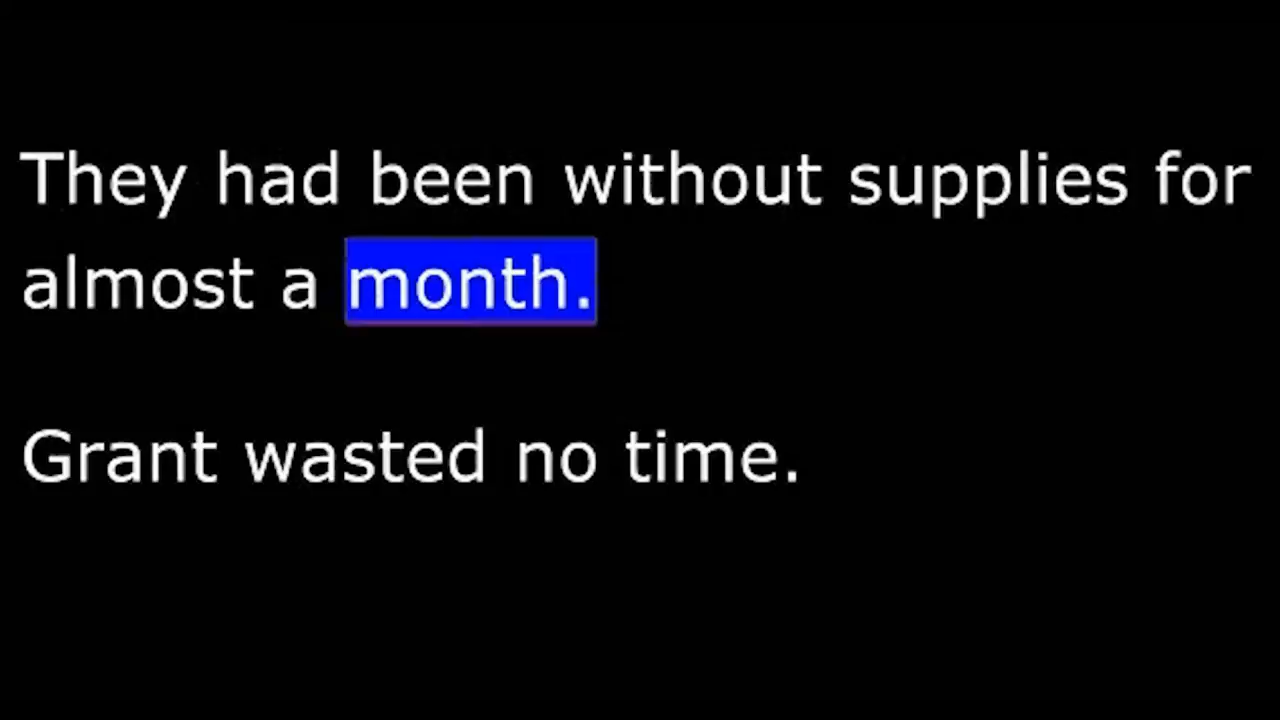 They had been without supplies for
almost a month.
Grant wasted no time.